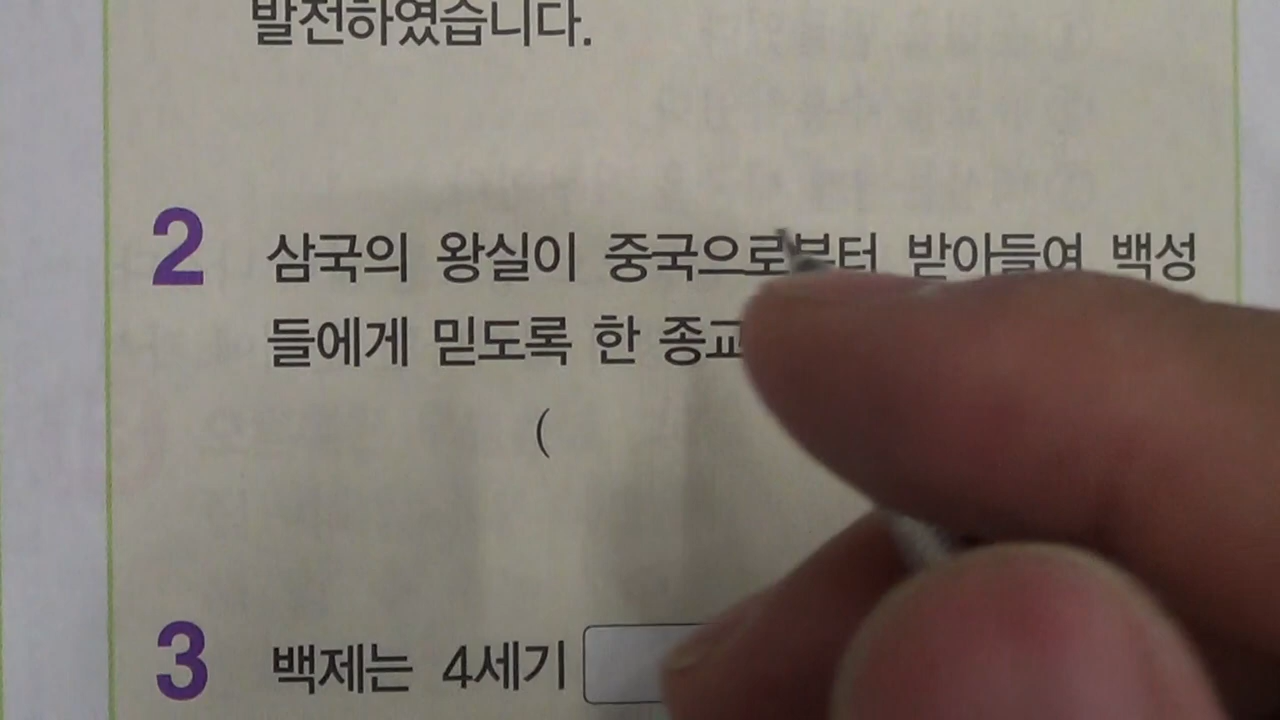 발전하였습니다.
2 삼국의 왕실이 중국으로부터 받아들여 백성
들에게 믿도록 한 종교
(
3 백제는 4세기